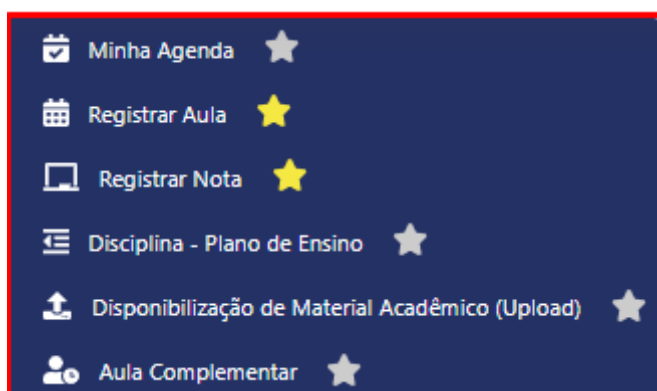 Minha Agenda
Registrar Aula
Registrar Nota
Disciplina - Plano de Ensino
Disponibilização de Material Acadêmico (Upload)
Aula Complementar